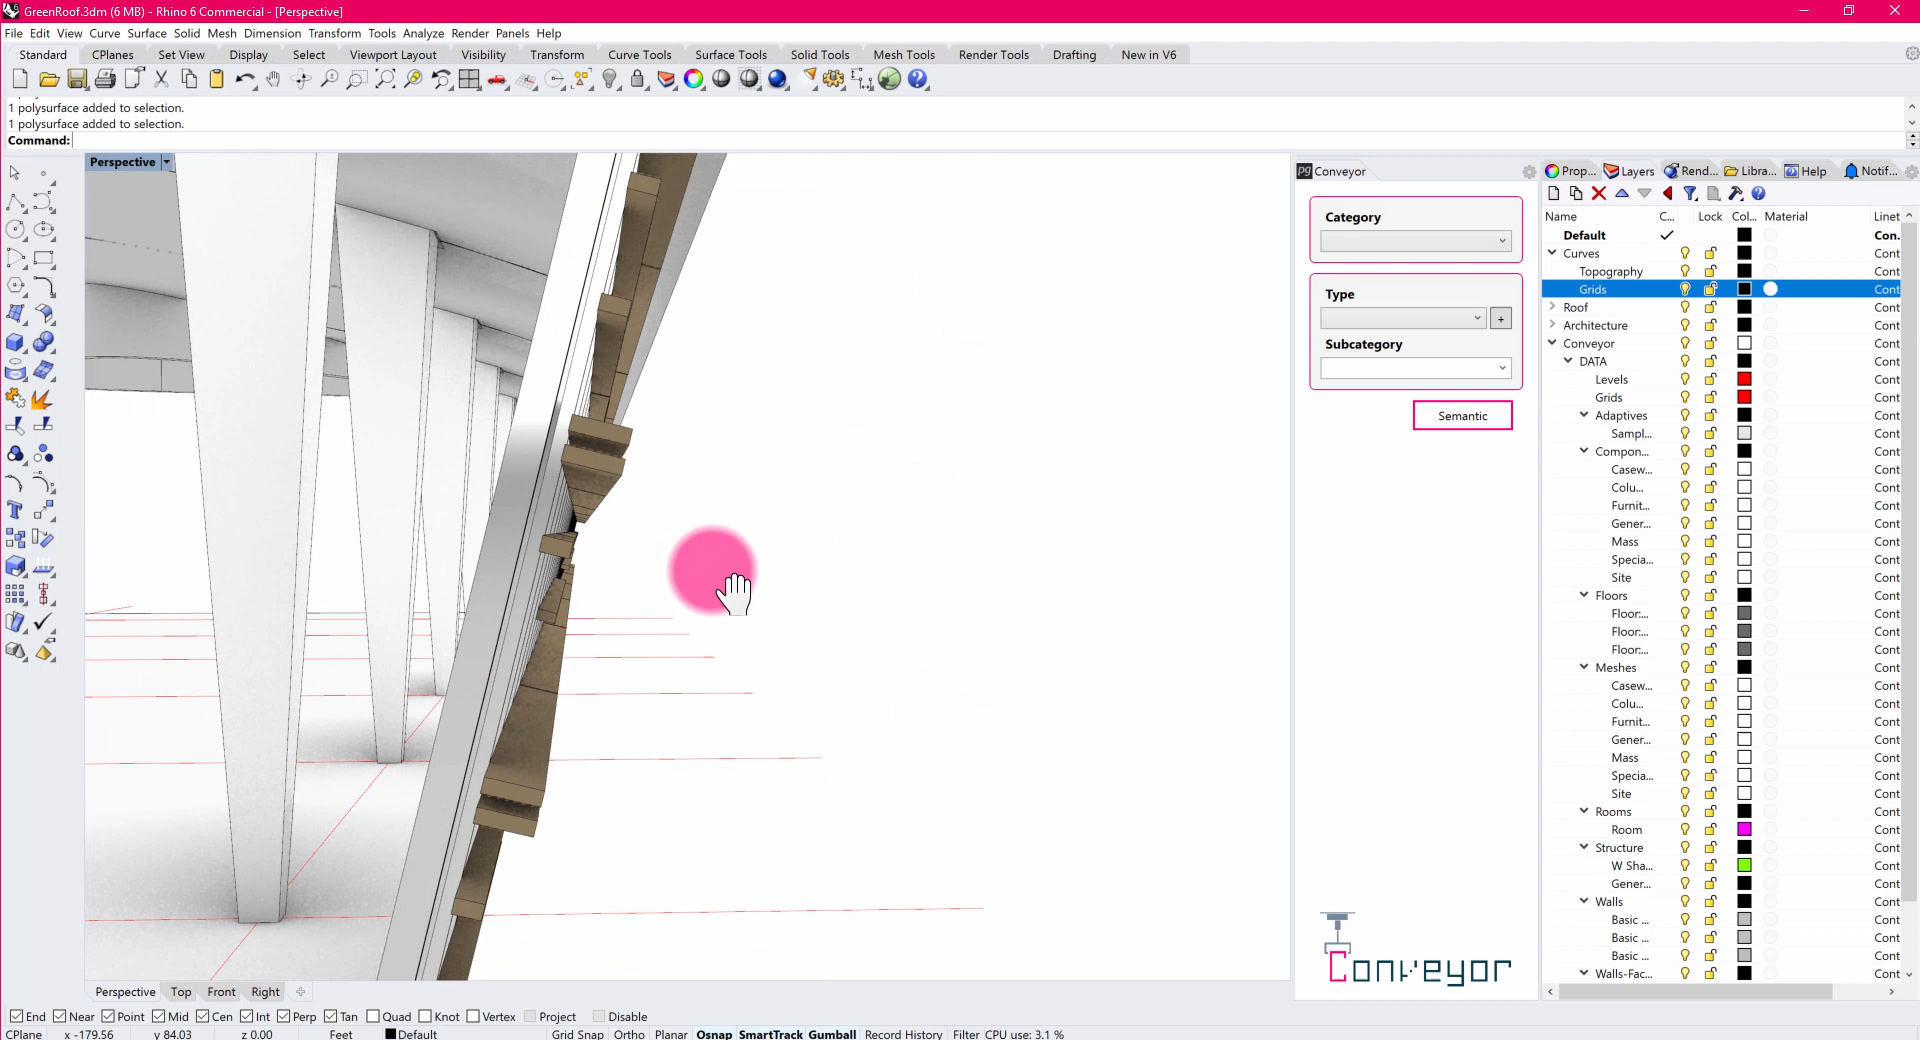 GreenRoof.3dm (6 MB) - Rhino 6 Commercial - [Perspective]
File Edit View Curve Surface Solid Mesh Dimension Transform Tools Analyze Render Panels Help
Standard CPlanes Set View Display Select Viewport Layout Visibility Transform Curve Tools Surface Tools Solid Tools Mesh Tools Render Tools Drafting New in V6
1 polysurface added to selection.
1 polysurface added to selection.
Command:
Perspective
pg Conveyor
Category
Type
+
Subcategory
Semantic
Conveyor
Prop... Layers Rend... Libra... Help Notif...
Name C... Lock Col... Material Linet
Default Con.
Curves Cont
Topography Cont
Grids Cont
Roof Cont
Architecture Cont
Conveyor Cont
DATA Cont
Levels Cont
Grids Cont
Adaptives Cont
Sampl... Cont
Compon... Cont
Casew... Cont
Colu... Cont
Furnit... Cont
Gener... Cont
Mass Cont
Specia... Cont
Site Cont
Floors Cont
Floor:... Cont
Floor:... Cont
Floor:... Cont
Meshes Cont
Casew... Cont
Colu... Cont
Furnit... Cont
Gener... Cont
Mass Cont
Specia... Cont
Site Cont
Rooms Cont
Room Cont
Structure Cont
W Sha... Cont
Gener... Cont
Walls Cont
Basic ... Cont
Basic ... Cont
Basic ... Cont
Walls-Fac... Cont
Perspective Top Front Right
End Near Point Mid Cen Int Perp Tan Quad Knot Vertex Project Disable
CPlane x -179.56 y 84.03 z 0.00 Feet Default Grid Snap Ortho Planar Osnap SmartTrack Gumball Record History Filter CPU use: 3.1 %